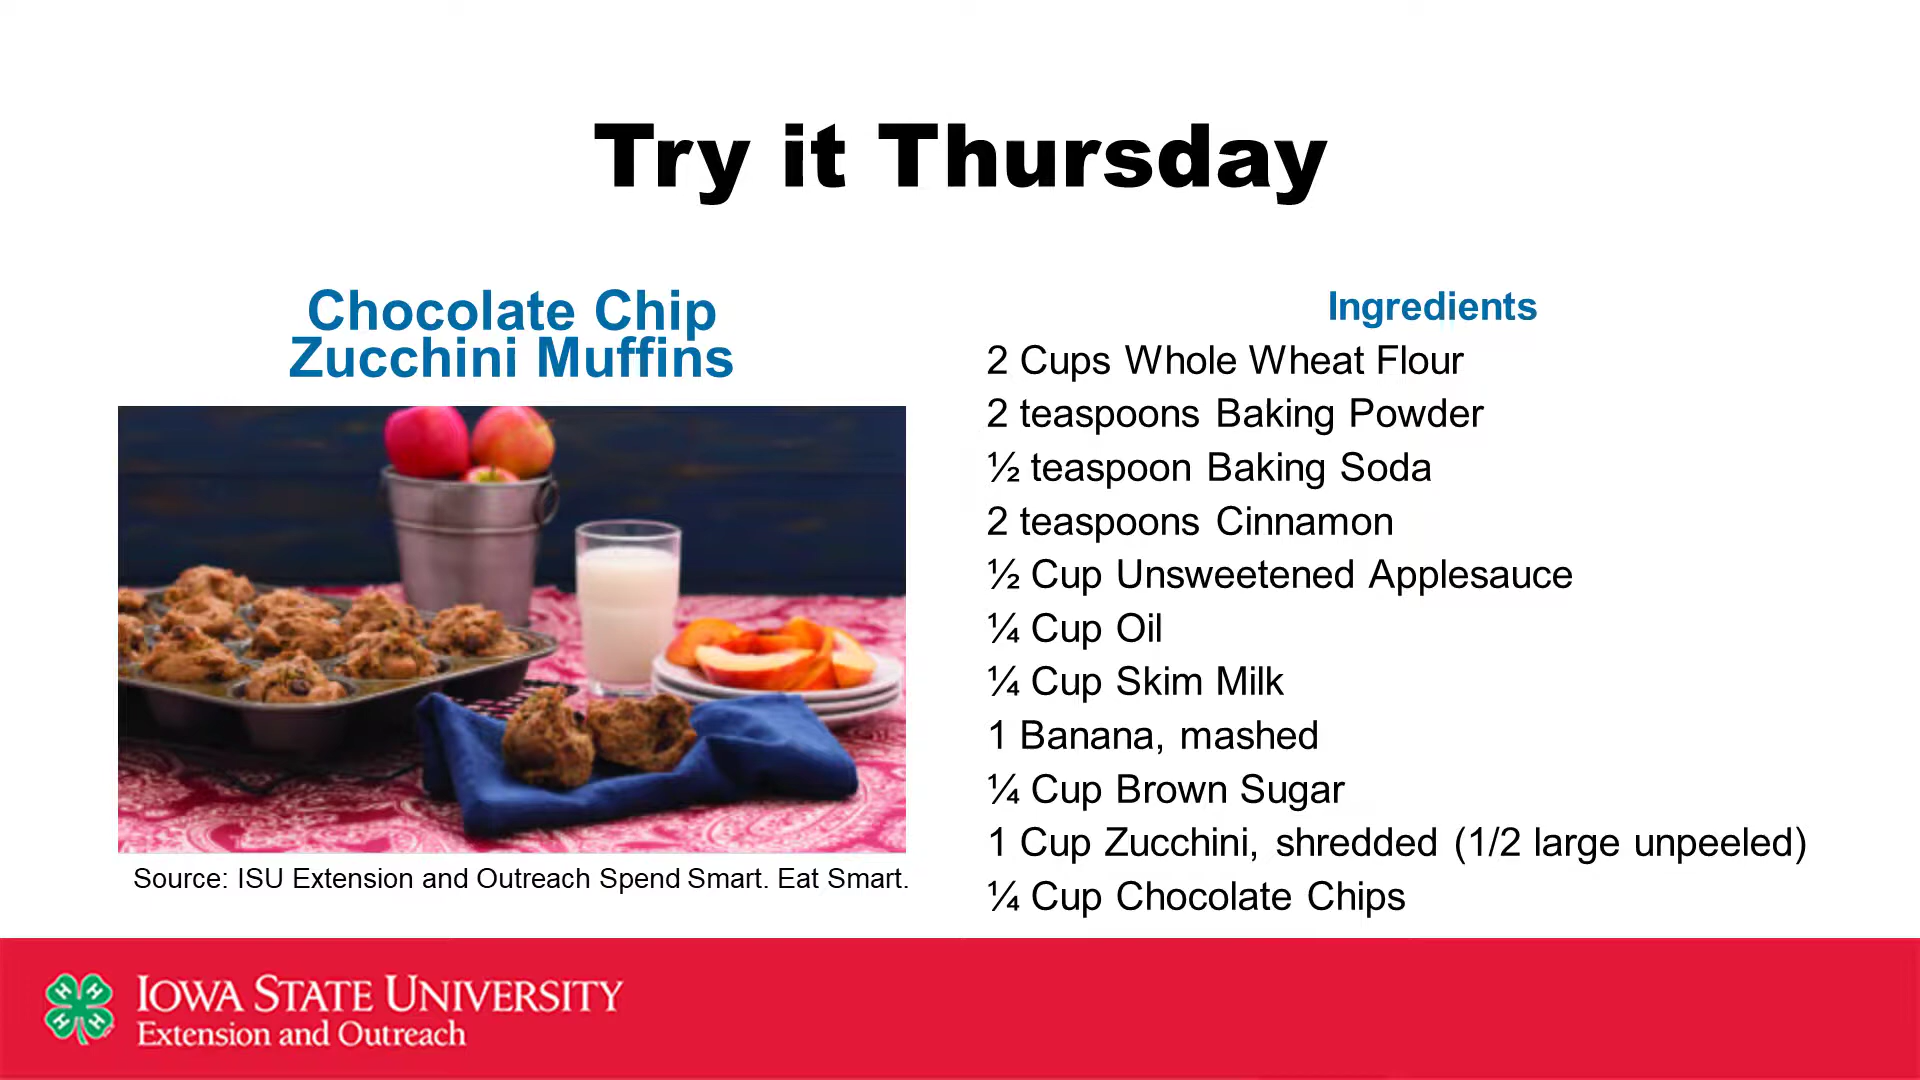 Try it Thursday
Chocolate Chip
Zucchini Muffins
Source: ISU Extension and Outreach Spend Smart. Eat Smart.
Ingredients
2 Cups Whole Wheat Flour
2 teaspoons Baking Powder
½ teaspoon Baking Soda
2 teaspoons Cinnamon
½ Cup Unsweetened Applesauce
¼ Cup Oil
¼ Cup Skim Milk
1 Banana, mashed
¼ Cup Brown Sugar
1 Cup Zucchini, shredded (1/2 large unpeeled)
¼ Cup Chocolate Chips
H H H H
IOWA STATE UNIVERSITY
Extension and Outreach